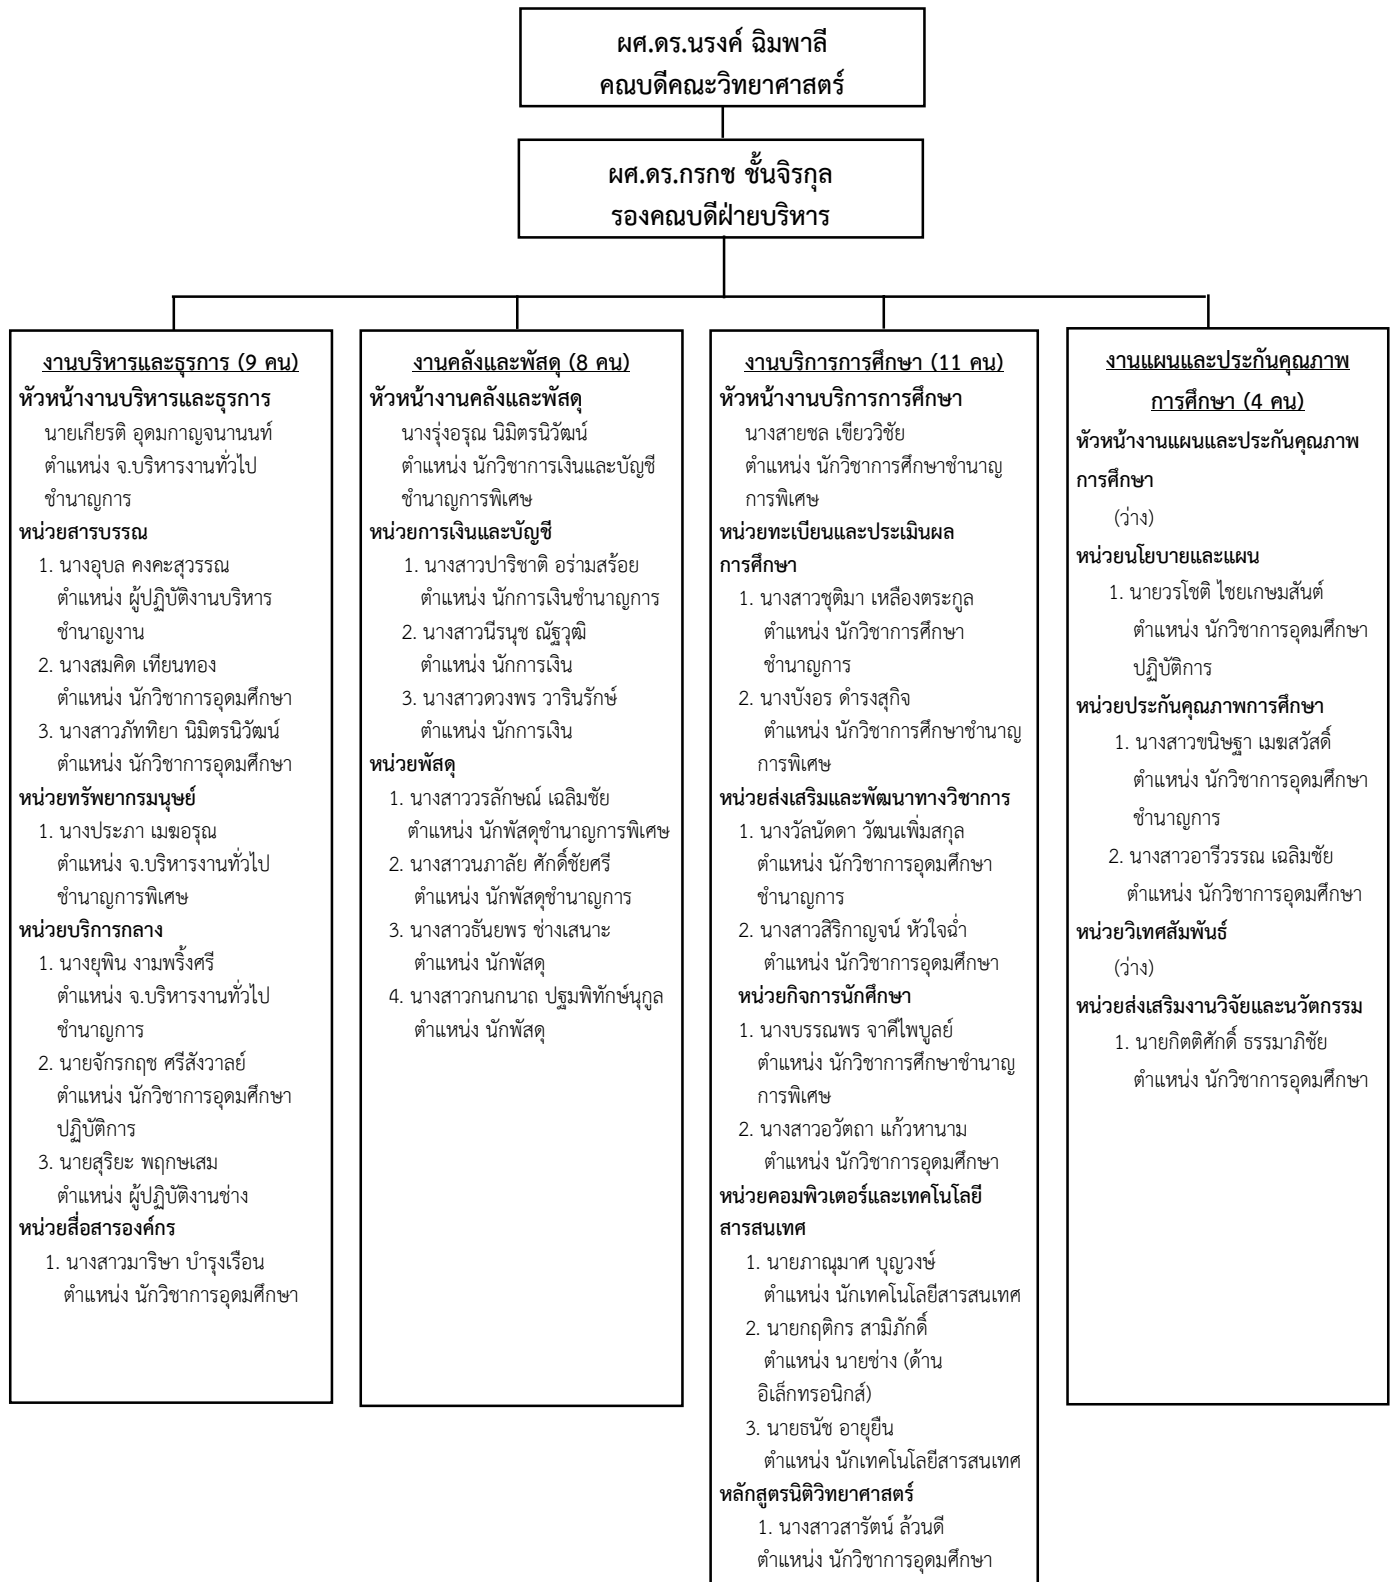 ผศ.ดร.นรงค์ ฉิมพาลี
คณบดีคณะวิทยาศาสตร์
ผศ.ดร.กรกช ชั้นจิรกุล
รองคณบดีฝ่ายบริหาร
งานบริหารและธุรการ (9 คน)
หัวหน้างานบริหารและธุรการ
นายเกียรติ อุดมกาญจนานนท์
ตำแหน่ง จ.บริหารงานทั่วไป
ชำนาญการ
หน่วยสารบรรณ
1. นางอุบล คงคะสุวรรณ
ตำแหน่ง ผู้ปฏิบัติงานบริหาร
ชำนาญงาน
2. นางสมคิด เทียนทอง
ตำแหน่ง นักวิชาการอุดมศึกษา
3. นางสาวภัททิยา นิมิตรนิวัฒน์
ตำแหน่ง นักวิชาการอุดมศึกษา
หน่วยทรัพยากรมนุษย์
1. นางประภา เมฆอรุณ
ตำแหน่ง จ.บริหารงานทั่วไป
ชำนาญการพิเศษ
หน่วยบริการกลาง
1. นางยุพิน งามพริ้งศรี
ตำแหน่ง จ.บริหารงานทั่วไป
ชำนาญการ
2. นายจักรกฤช ศรีสังวาลย์
ตำแหน่ง นักวิชาการอุดมศึกษา
ปฏิบัติการ
3. นายสุริยะ พฤกษเสม
ตำแหน่ง ผู้ปฏิบัติงานช่าง
หน่วยสื่อสารองค์กร
1. นางสาวมาริษา บำรุงเรือน
ตำแหน่ง นักวิชาการอุดมศึกษา
งานคลังและพัสดุ (8 คน)
หัวหน้างานคลังและพัสดุ
นางรุ่งอรุณ นิมิตรนิวัฒน์
ตำแหน่ง นักวิชาการเงินและบัญชี
ชำนาญการพิเศษ
หน่วยการเงินและบัญชี
1. นางสาวปาริชาติ อร่ามสร้อย
ตำแหน่ง นักการเงินชำนาญการ
2. นางสาวนีรนุช ณัฐวุฒิ
ตำแหน่ง นักการเงิน
3. นางสาวดวงพร วารินรักษ์
ตำแหน่ง นักการเงิน
หน่วยพัสดุ
1. นางสาววรลักษณ์ เฉลิมชัย
ตำแหน่ง นักพัสดุชำนาญการพิเศษ
2. นางสาวนภาลัย ศักดิ์ชัยศรี
ตำแหน่ง นักพัสดุชำนาญการ
3. นางสาวธันยพร ช่างเสนาะ
ตำแหน่ง นักพัสดุ
4. นางสาวกนกนาถ ปฐมพิทักษ์นุกูล
ตำแหน่ง นักพัสดุ
งานบริการการศึกษา (11 คน)
หัวหน้างานบริการการศึกษา
นางสายชล เขียววิชัย
ตำแหน่ง นักวิชาการศึกษาชำนาญ
การพิเศษ
หน่วยทะเบียนและประเมินผล
การศึกษา
1. นางสาวชุติมา เหลืองตระกูล
ตำแหน่ง นักวิชาการศึกษา
ชำนาญการ
2. นางบังอร ดำรงสุกิจ
ตำแหน่ง นักวิชาการศึกษาชำนาญ
การพิเศษ
หน่วยส่งเสริมและพัฒนาทางวิชาการ
1. นางวัลนัดดา วัฒนเพิ่มสกุล
ตำแหน่ง นักวิชาการอุดมศึกษา
ชำนาญการ
2. นางสาวสิริกาญจน์ หัวใจฉ่ำ
ตำแหน่ง นักวิชาการอุดมศึกษา
หน่วยกิจการนักศึกษา
1. นางบรรณพร จาคีไพบูลย์
ตำแหน่ง นักวิชาการศึกษาชำนาญ
การพิเศษ
2. นางสาวอวัตถา แก้วหานาม
ตำแหน่ง นักวิชาการอุดมศึกษา
หน่วยคอมพิวเตอร์และเทคโนโลยี
สารสนเทศ
1. นายภาณุมาศ บุญวงษ์
ตำแหน่ง นักเทคโนโลยีสารสนเทศ
2. นายกฤติกร สามิภักดิ์
ตำแหน่ง นายช่าง (ด้าน
อิเล็กทรอนิกส์)
3. นายธนัช อายุยืน
ตำแหน่ง นักเทคโนโลยีสารสนเทศ
หลักสูตรนิติวิทยาศาสตร์
1. นางสาวสารัตน์ ล้วนดี
ตำแหน่ง นักวิชาการอุดมศึกษา
งานแผนและประกันคุณภาพ
การศึกษา (4 คน)
หัวหน้างานแผนและประกันคุณภาพ
การศึกษา
(ว่าง)
หน่วยนโยบายและแผน
1. นายวรโชติ ไชยเกษมสันต์
ตำแหน่ง นักวิชาการอุดมศึกษา
ปฏิบัติการ
หน่วยประกันคุณภาพการศึกษา
1. นางสาวขนิษฐา เมฆสวัสดิ์
ตำแหน่ง นักวิชาการอุดมศึกษา
ชำนาญการ
2. นางสาวอารีวรรณ เฉลิมชัย
ตำแหน่ง นักวิชาการอุดมศึกษา
หน่วยวิเทศสัมพันธ์
(ว่าง)
หน่วยส่งเสริมงานวิจัยและนวัตกรรม
1. นายกิตติศักดิ์ ธรรมาภิชัย
ตำแหน่ง นักวิชาการอุดมศึกษา